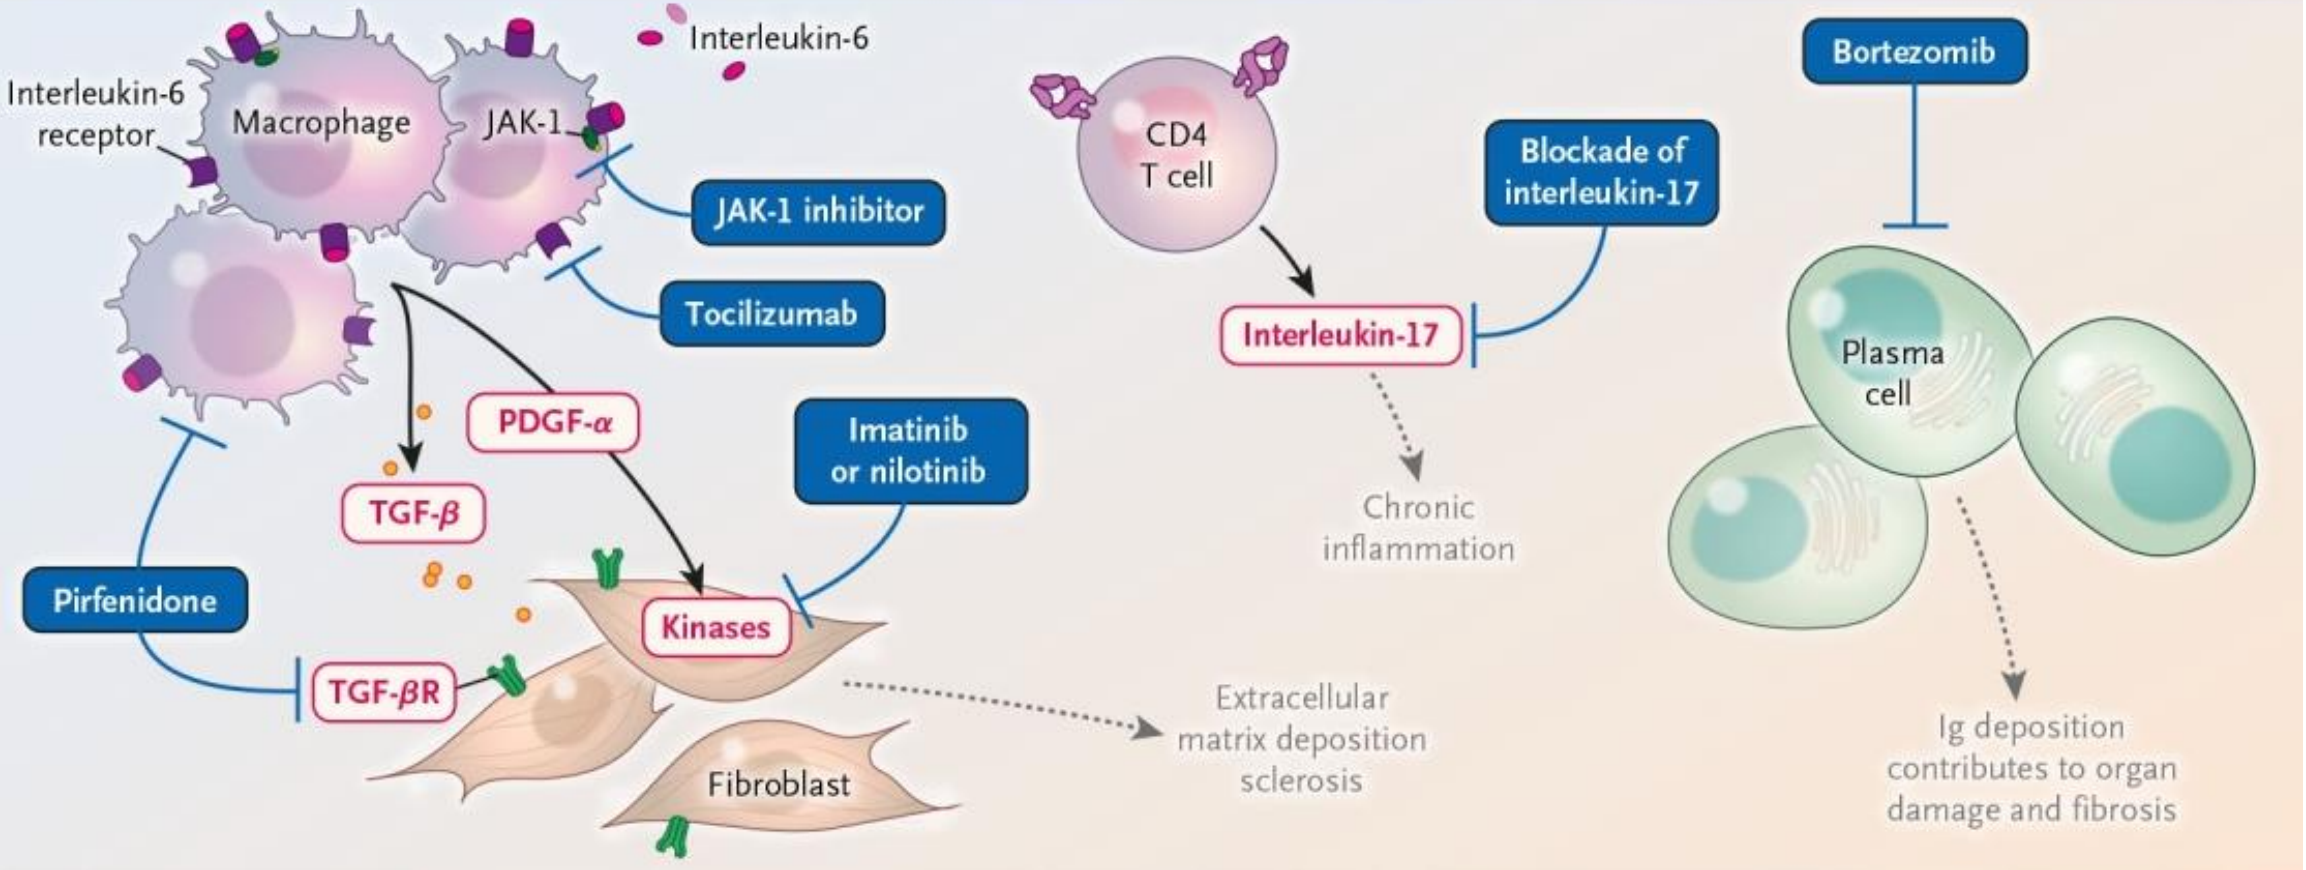 Interleukin-6
Interleukin-6
receptor
Macrophage
JAK-1
JAK-1 inhibitor
Tocilizumab
PDGF-α
TGF-β
Imatinib
or nilotinib
Pirfenidone
Kinases
TGF-βR
Fibroblast
Extracellular
matrix deposition
sclerosis
CD4
T cell
Blockade of
interleukin-17
Interleukin-17
Chronic
inflammation
Bortezomib
Plasma
cell
Ig deposition
contributes to organ
damage and fibrosis